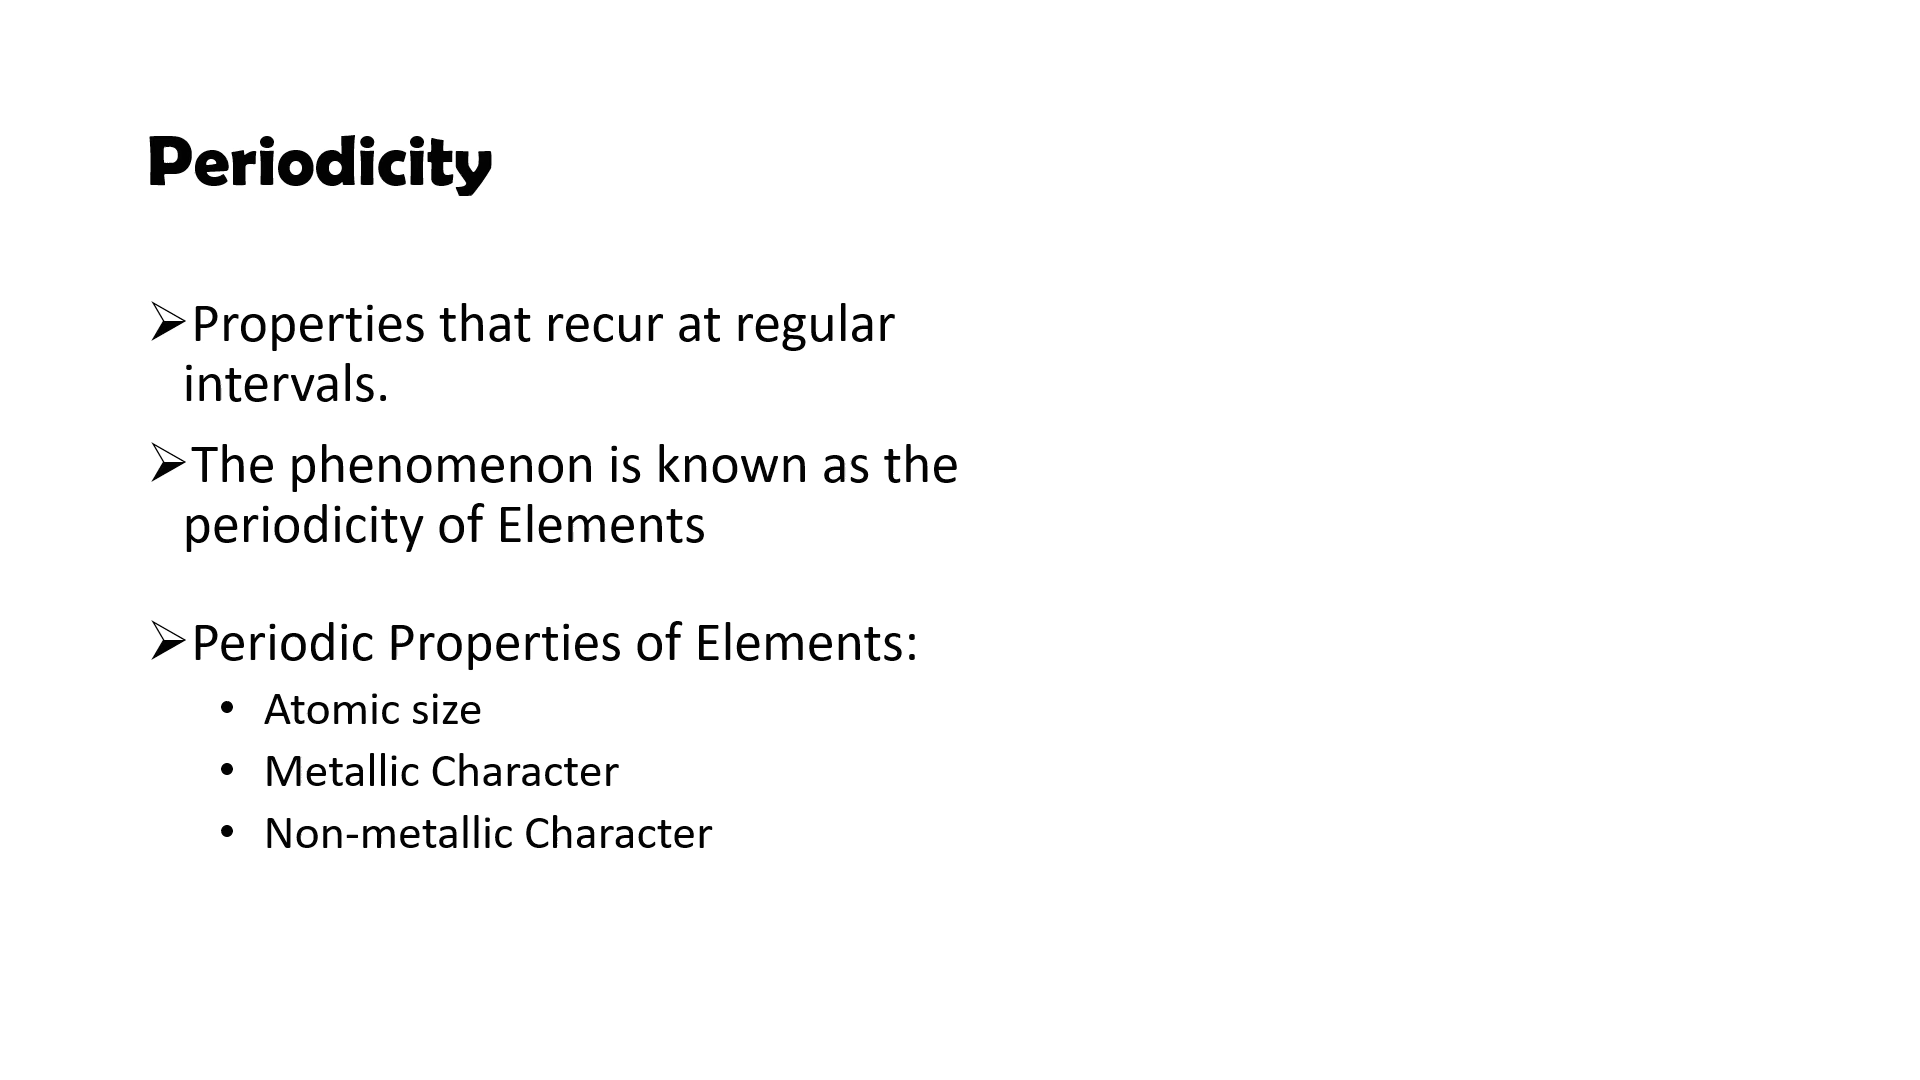 Periodicity
➢Properties that recur at regular
intervals.
➢The phenomenon is known as the
periodicity of Elements
➢Periodic Properties of Elements:
• Atomic size
• Metallic Character
• Non-metallic Character